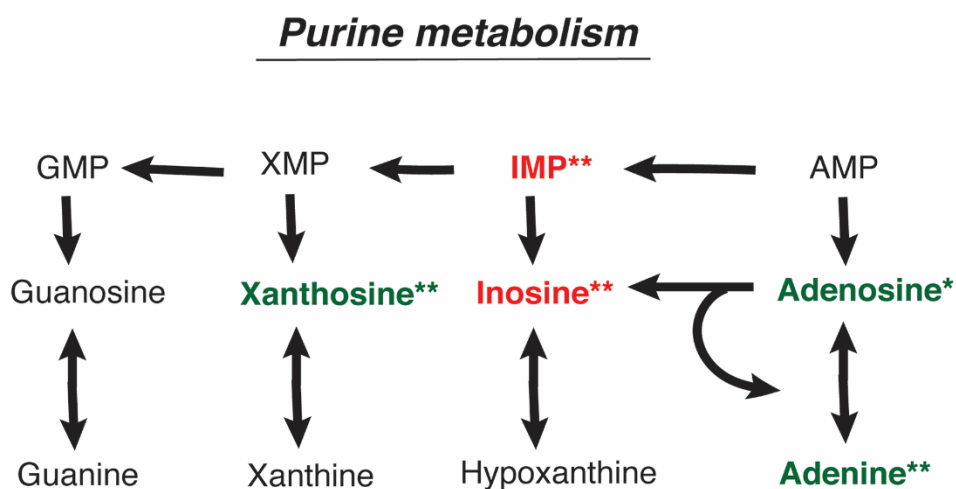 Purine metabolism
GMP XMP IMP** AMP
Guanosine Xanthosine** Inosine** Adenosine*
Guanine Xanthine Hypoxanthine Adenine**